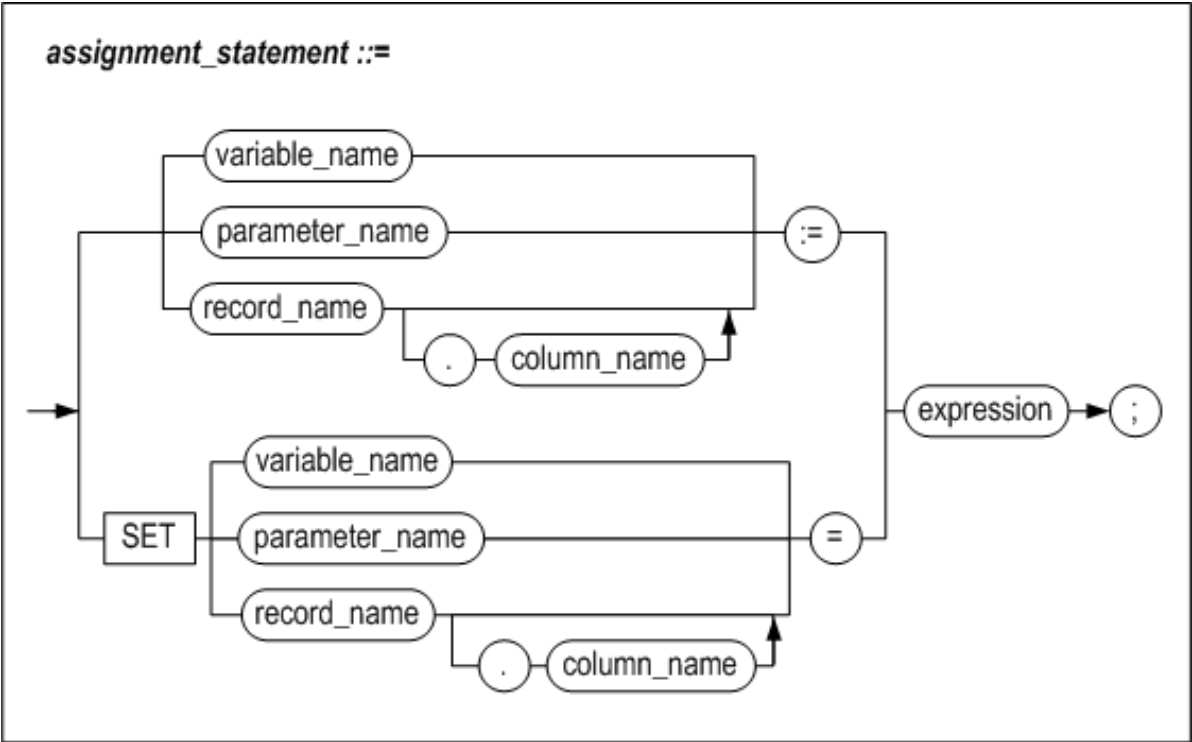 assignment_statement ::=
variable_name
parameter_name
:=
record_name
.
column_name
expression
;
variable_name
SET
parameter_name
=
record_name
.
column_name